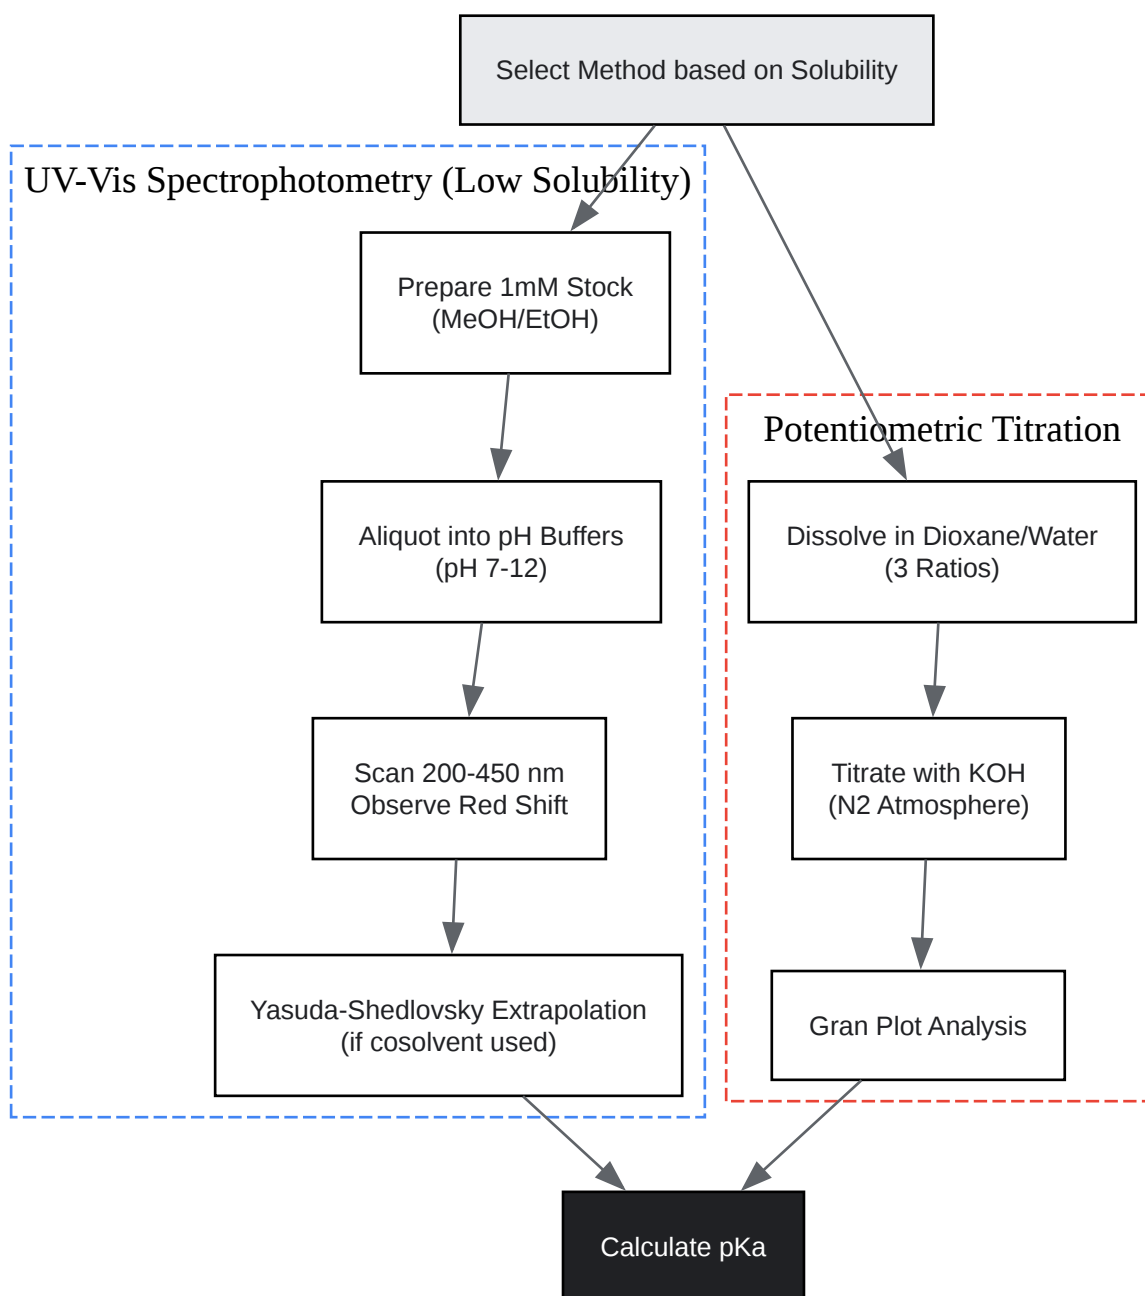 Select Method based on Solubility
UV-Vis Spectrophotometry (Low Solubility)
Prepare 1mM Stock
(MeOH/EtOH)
Aliquot into pH Buffers
(pH 7-12)
Scan 200-450 nm
Observe Red Shift
Yasuda-Shedlovsky Extrapolation
(if cosolvent used)
Potentiometric Titration
Dissolve in Dioxane/Water
(3 Ratios)
Titrate with KOH
(N2 Atmosphere)
Gran Plot Analysis
Calculate pKa